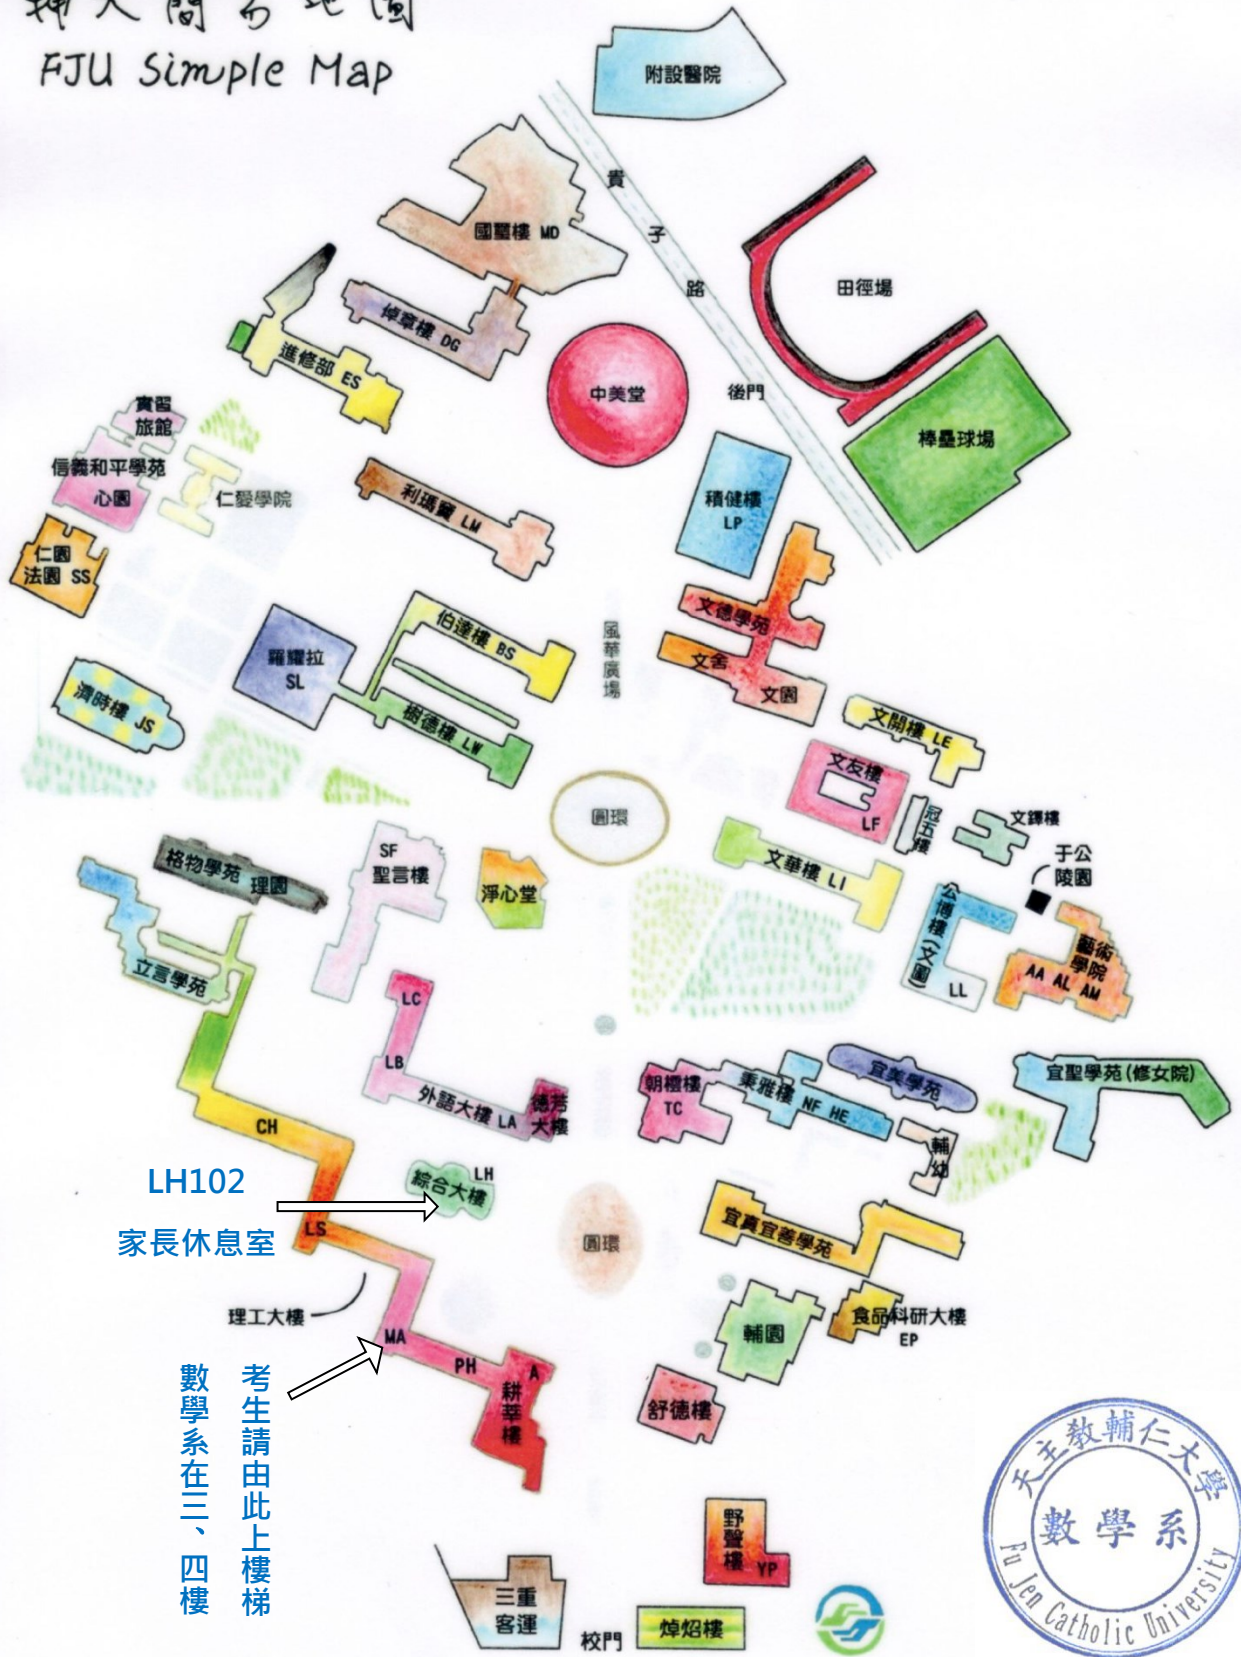 輔大簡易地圖
FJU Simple Map
附設醫院
貴子路
國璽樓 MD
田徑場
倬章樓 DG
進修部 ES
中美堂
後門
棒壘球場
實習
旅館
信義和平學苑
心園
仁愛學院
利瑪竇 LM
積健樓
LP
仁園
法園 SS
文德學苑
伯達樓 BS
風華廣場
羅耀拉
SL
文舍
文園
濟時樓 JS
樹德樓 LW
文開樓 LE
文友樓
LF
冠五樓
文鐸樓
圓環
于公
陵園
格物學苑 理園
SF
聖言樓
淨心堂
文華樓 LI
公博樓(文園)
LL
藝術
學院
AA AL AM
立言學苑
LC
LB
外語大樓 LA
德芳
大樓
朝橒樓
TC
秉雅樓 NF HE
宜美學苑
宜聖學苑(修女院)
輔幼
CH
LH102
家長休息室
LH
綜合大樓
LS
圓環
宜真宜善學苑
理工大樓
輔園
食品科研大樓
EP
MA
PH
A
耕莘樓
舒德樓
考生請由此上樓梯
數學系在三、四樓
野聲樓
YP
三重
客運
校門
焯炤樓
天主教輔仁大學
數學系
Fu Jen Catholic University